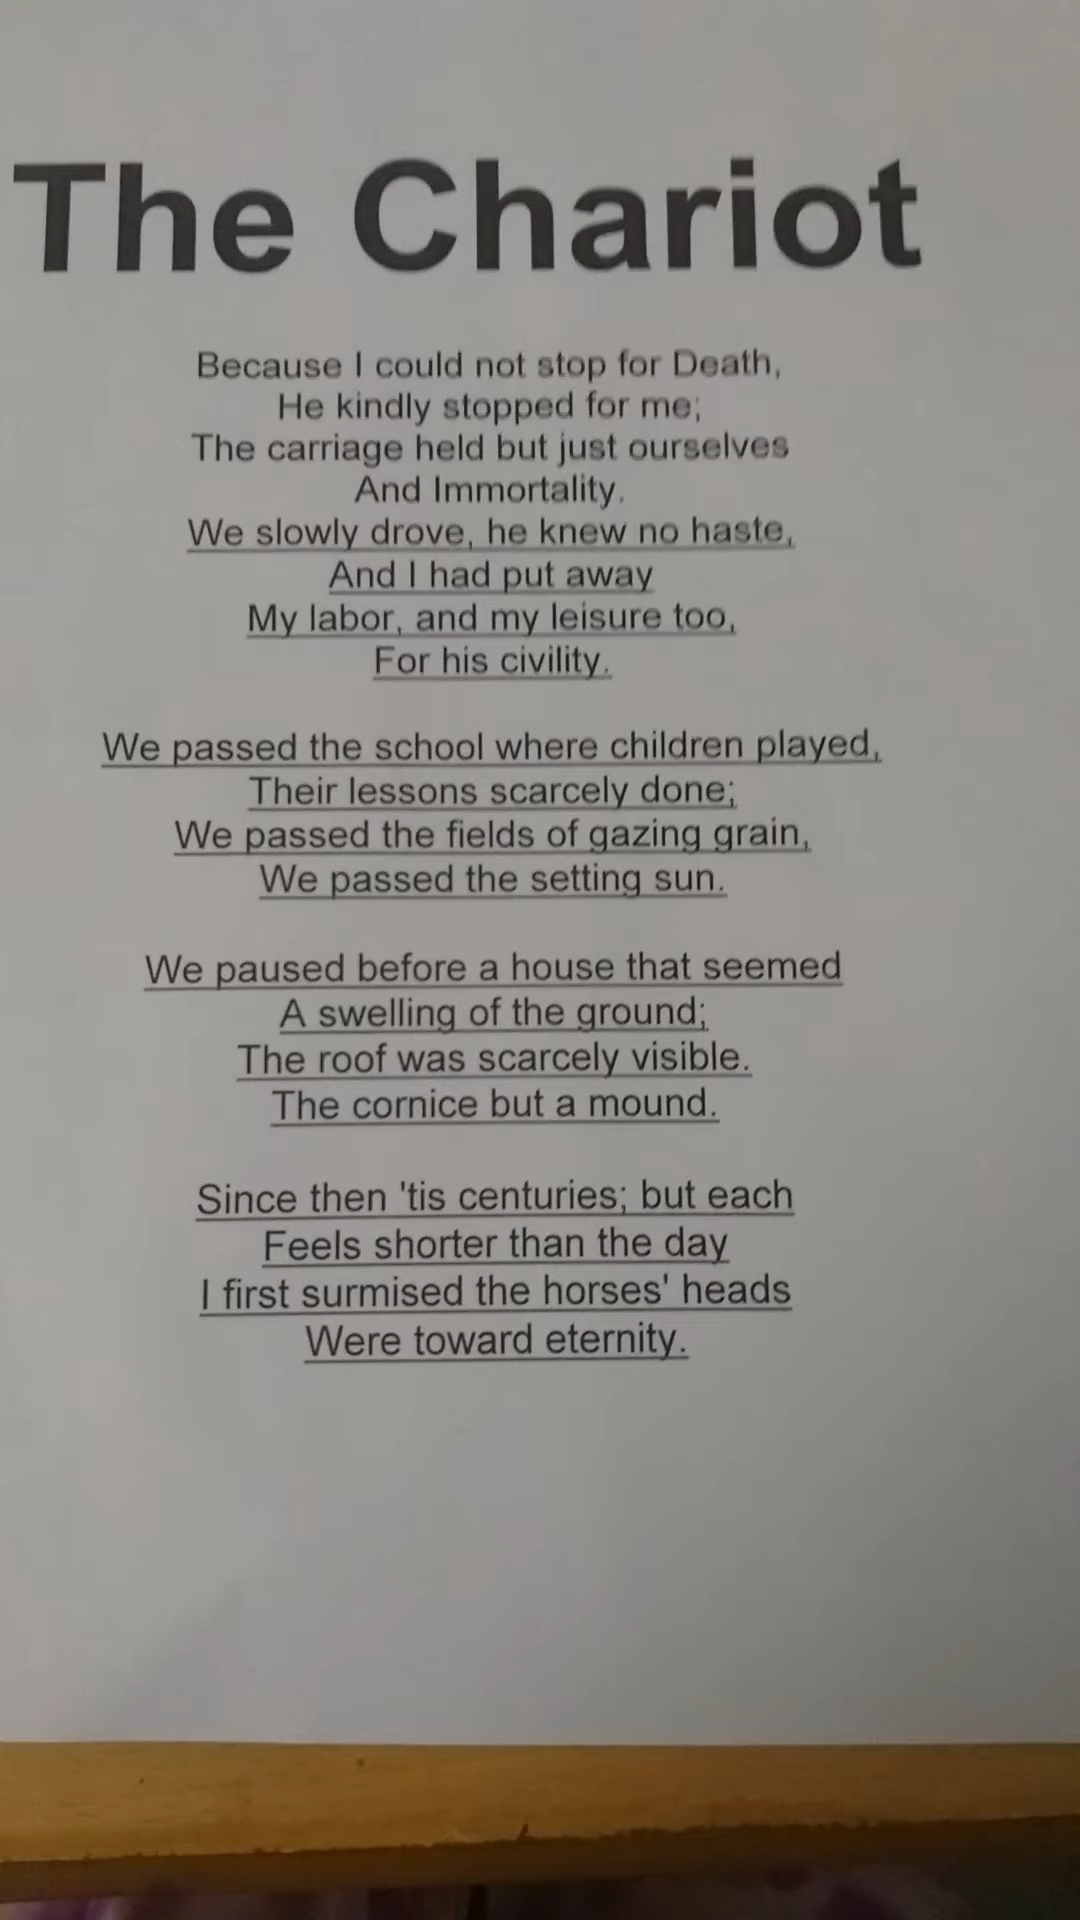 The Chariot
Because I could not stop for Death,
He kindly stopped for me;
The carriage held but just ourselves
And Immortality.
We slowly drove, he knew no haste,
And I had put away
My labor, and my leisure too,
For his civility.
We passed the school where children played,
Their lessons scarcely done;
We passed the fields of gazing grain,
We passed the setting sun.
We paused before a house that seemed
A swelling of the ground;
The roof was scarcely visible.
The cornice but a mound.
Since then 'tis centuries; but each
Feels shorter than the day
I first surmised the horses' heads
Were toward eternity.